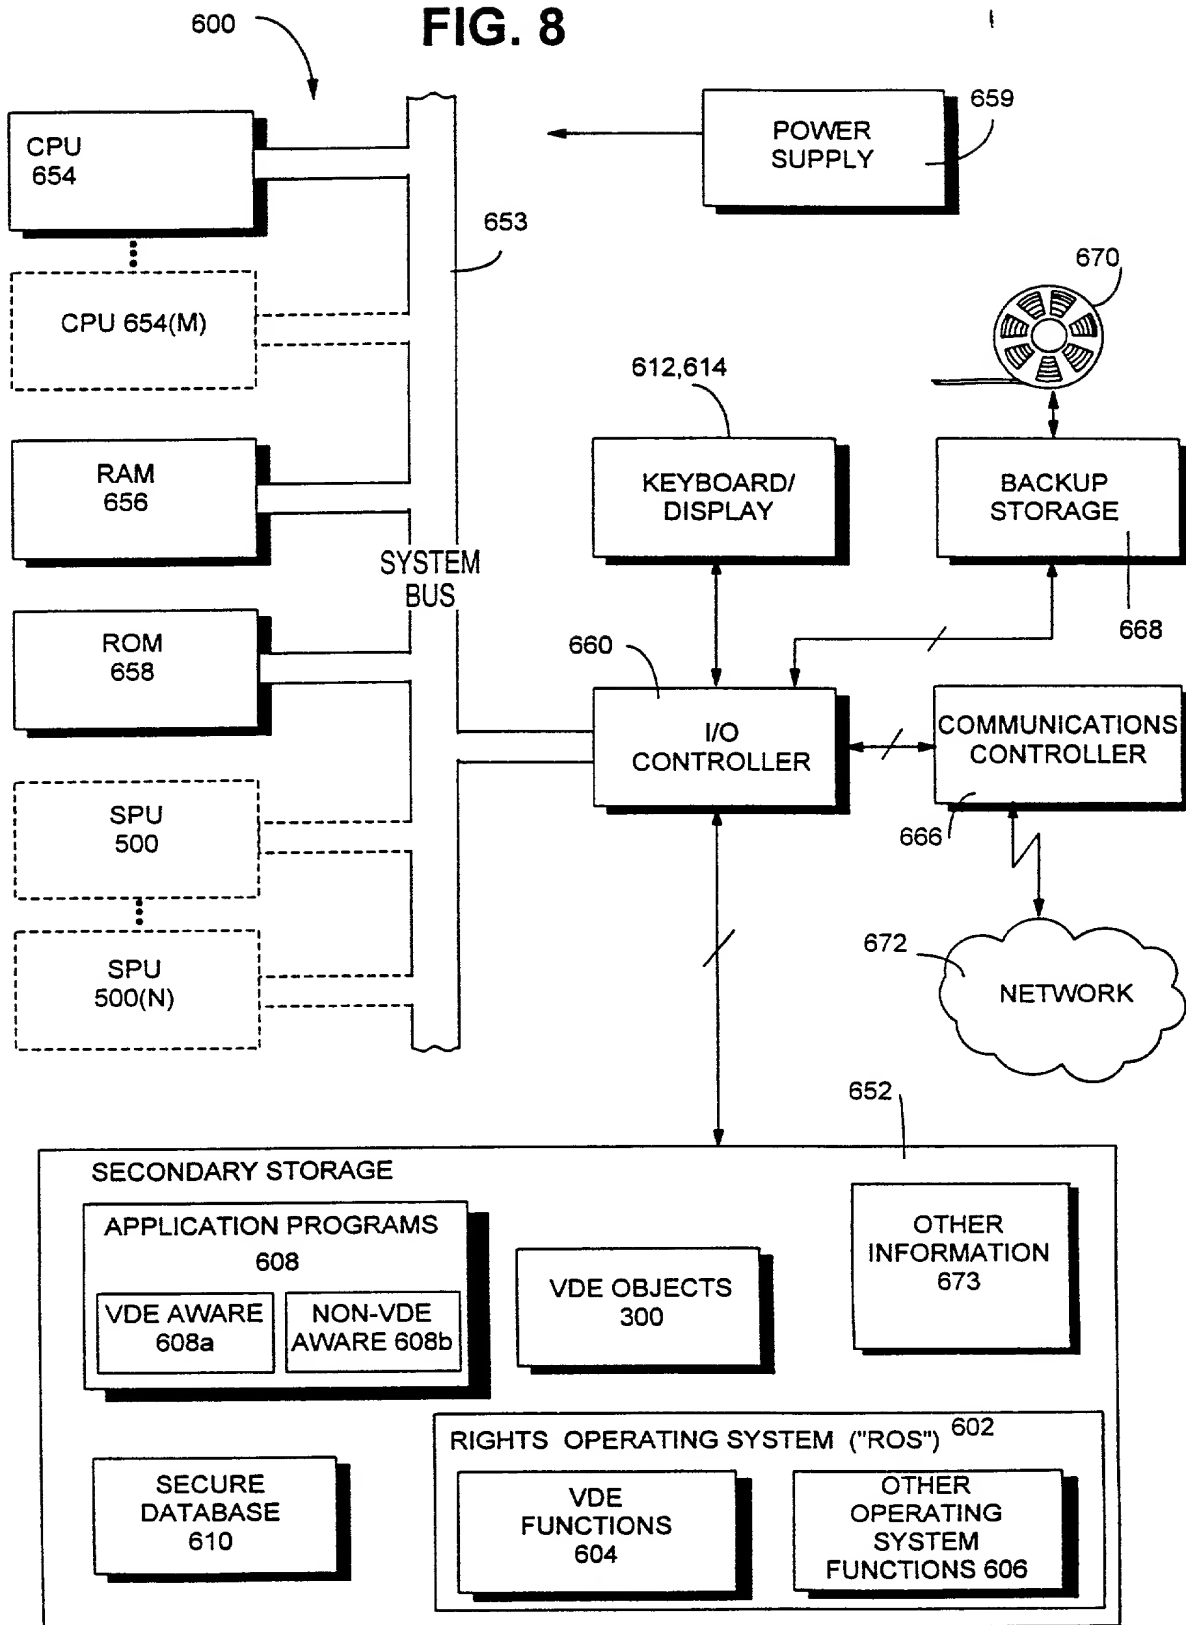 FIG. 8
600
POWER
SUPPLY
659
CPU
654
653
CPU 654(M)
670
612,614
RAM
656
KEYBOARD/
DISPLAY
BACKUP
STORAGE
SYSTEM
BUS
668
ROM
658
660
I/O
CONTROLLER
COMMUNICATIONS
CONTROLLER
SPU
500
666
SPU
500(N)
672
NETWORK
652
SECONDARY STORAGE
APPLICATION PROGRAMS
608
VDE AWARE
608a
NON-VDE
AWARE 608b
VDE OBJECTS
300
OTHER
INFORMATION
673
RIGHTS OPERATING SYSTEM ("ROS") 602
SECURE
DATABASE
610
VDE
FUNCTIONS
604
OTHER
OPERATING
SYSTEM
FUNCTIONS 606